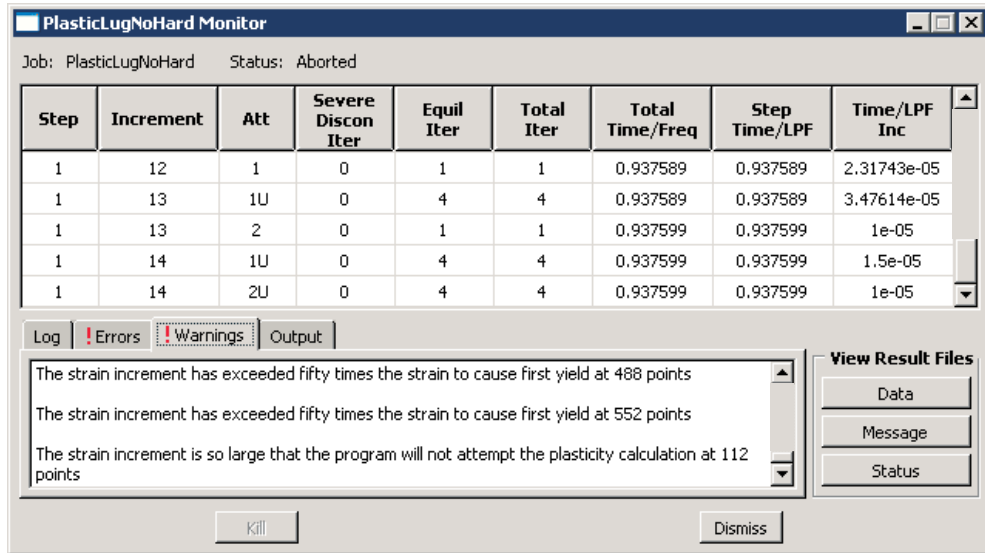 PlasticLugNoHard Monitor
Job: PlasticLugNoHard Status: Aborted
Step Increment Att Severe Discon Iter Equil Iter Total Iter Total Time/Freq Step Time/LPF Time/LPF Inc
1 12 1 0 1 1 0.937589 0.937589 2.31743e-05
1 13 1U 0 4 4 0.937589 0.937589 3.47614e-05
1 13 2 0 1 1 0.937599 0.937599 1e-05
1 14 1U 0 4 4 0.937599 0.937599 1.5e-05
1 14 2U 0 4 4 0.937599 0.937599 1e-05
Log ! Errors ! Warnings Output
The strain increment has exceeded fifty times the strain to cause first yield at 488 points
The strain increment has exceeded fifty times the strain to cause first yield at 552 points
The strain increment is so large that the program will not attempt the plasticity calculation at 112
points
View Result Files
Data
Message
Status
Kill Dismiss